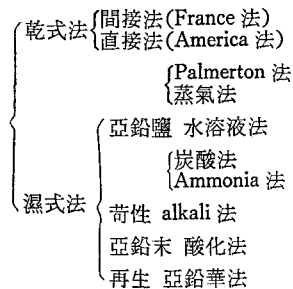 乾式法
間接法(France 法)
直接法(America 法)
Palmerton 法
蒸氣法
濕式法
亞鉛鹽 水溶液法
炭酸法
Ammonia 法
苛性 alkali 法
亞鉛末 酸化法
再生 亞鉛華法